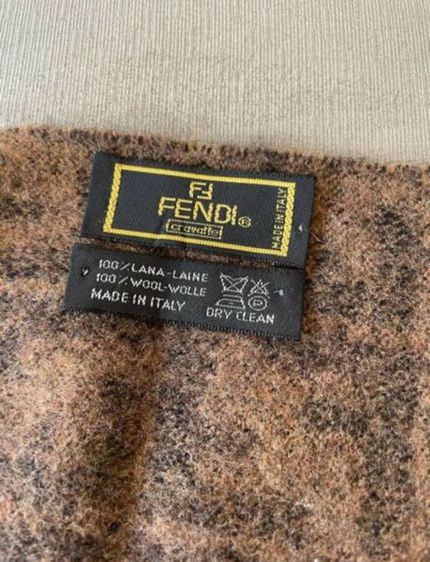 FF
FENDI®
cravatte
MADE IN ITALY
100% LANA-LAINE
100% WOOL-WOLLE
MADE IN ITALY
DRY CLEAN
P